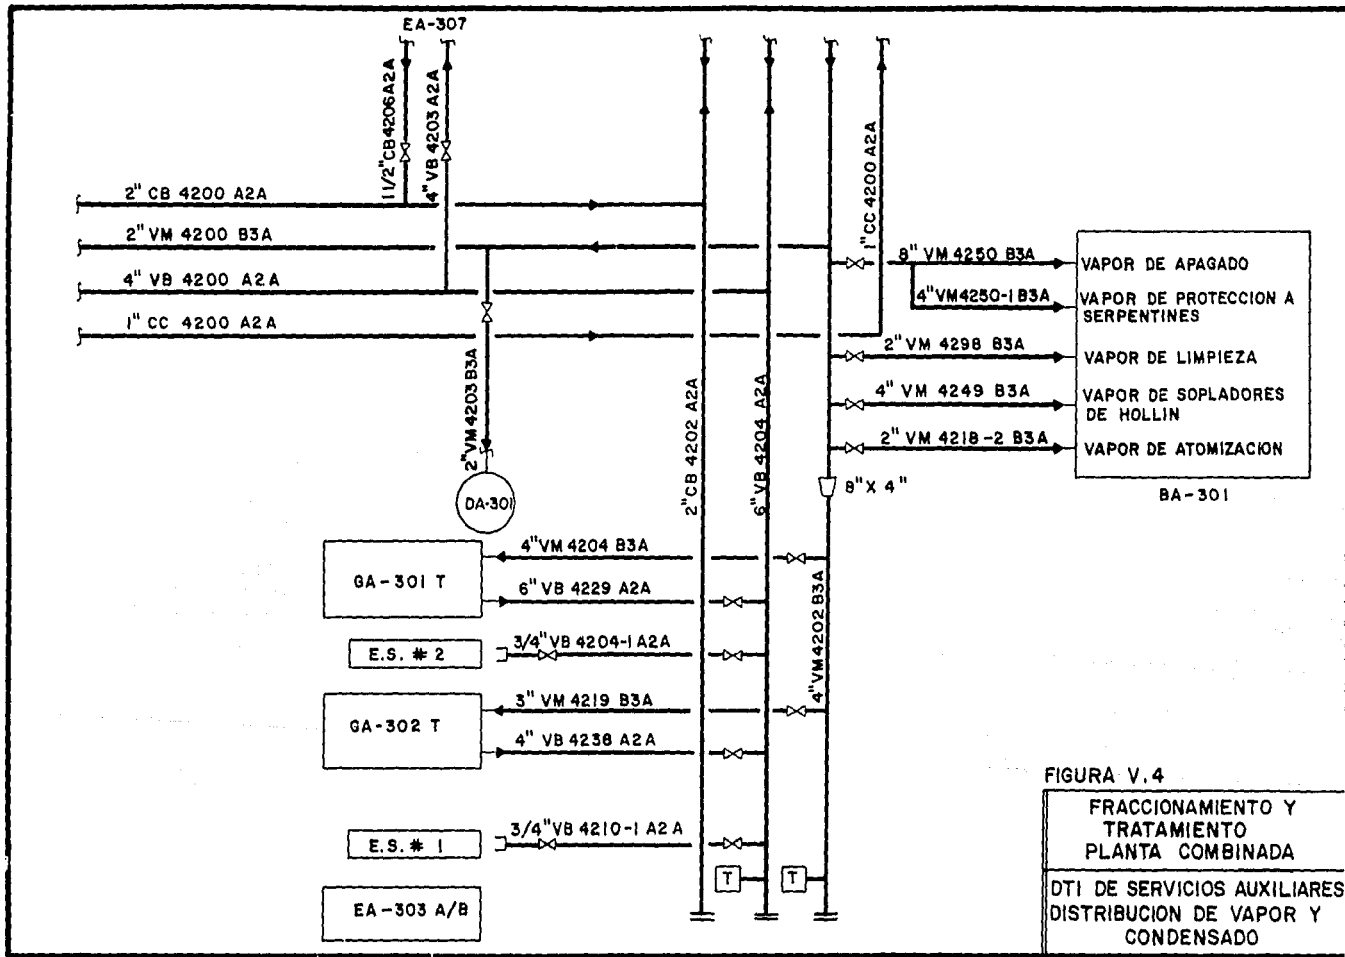 EA-307
1 1/2" CB 4206 A2A
4" VB 4203 A2A
1" CC 4200 A2A
2" CB 4200 A2A
2" VM 4200 B3A
4" VB 4200 A2A
1" CC 4200 A2A
8" VM 4250 B3A
4" VM 4250-1 B3A
2" VM 4298 B3A
4" VM 4249 B3A
2" VM 4218-2 B3A
VAPOR DE APAGADO
VAPOR DE PROTECCION A
SERPENTINES
VAPOR DE LIMPIEZA
VAPOR DE SOPLADORES
DE HOLLIN
VAPOR DE ATOMIZACION
BA-301
2" VM 4203 B3A
2" CB 4202 A2A
6" VB 4204 A2A
8" X 4"
4" VM 4202 B3A
DA-301
GA-301 T
4" VM 4204 B3A
6" VB 4229 A2A
E.S. # 2
3/4" VB 4204-1 A2A
GA-302 T
3" VM 4219 B3A
4" VB 4238 A2A
E.S. # 1
3/4" VB 4210-1 A2A
T
T
EA-303 A/B
FIGURA V.4
FRACCIONAMIENTO Y
TRATAMIENTO
PLANTA COMBINADA
DTI DE SERVICIOS AUXILIARES
DISTRIBUCION DE VAPOR Y
CONDENSADO